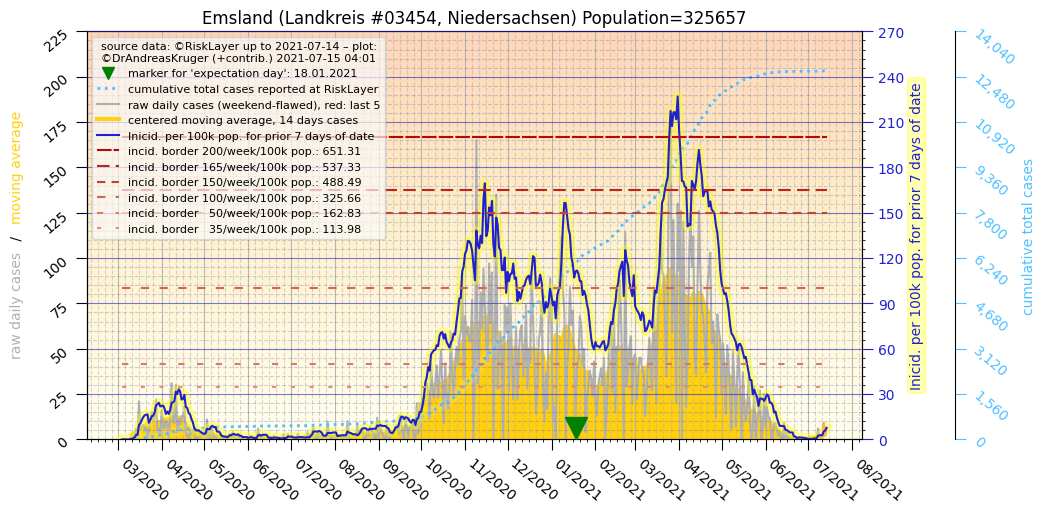 Emsland (Landkreis #03454, Niedersachsen) Population=325657
source data: ©RiskLayer up to 2021-07-14 – plot:
©DrAndreasKruger (+contrib.) 2021-07-15 04:01
marker for 'expectation day': 18.01.2021
cumulative total cases reported at RiskLayer
raw daily cases (weekend-flawed), red: last 5
centered moving average, 14 days cases
Inicid. per 100k pop. for prior 7 days of date
incid. border 200/week/100k pop.: 651.31
incid. border 165/week/100k pop.: 537.33
incid. border 150/week/100k pop.: 488.49
incid. border 100/week/100k pop.: 325.66
incid. border   50/week/100k pop.: 162.83
incid. border   35/week/100k pop.: 113.98
raw daily cases   /   moving average
225
200
175
150
125
100
75
50
25
0
270
240
210
180
150
120
90
60
30
0
Inicid. per 100k pop. for prior 7 days of date
14,040
12,480
10,920
9,360
7,800
6,240
4,680
3,120
1,560
0
cumulative total cases
03/2020
04/2020
05/2020
06/2020
07/2020
08/2020
09/2020
10/2020
11/2020
12/2020
01/2021
02/2021
03/2021
04/2021
05/2021
06/2021
07/2021
08/2021